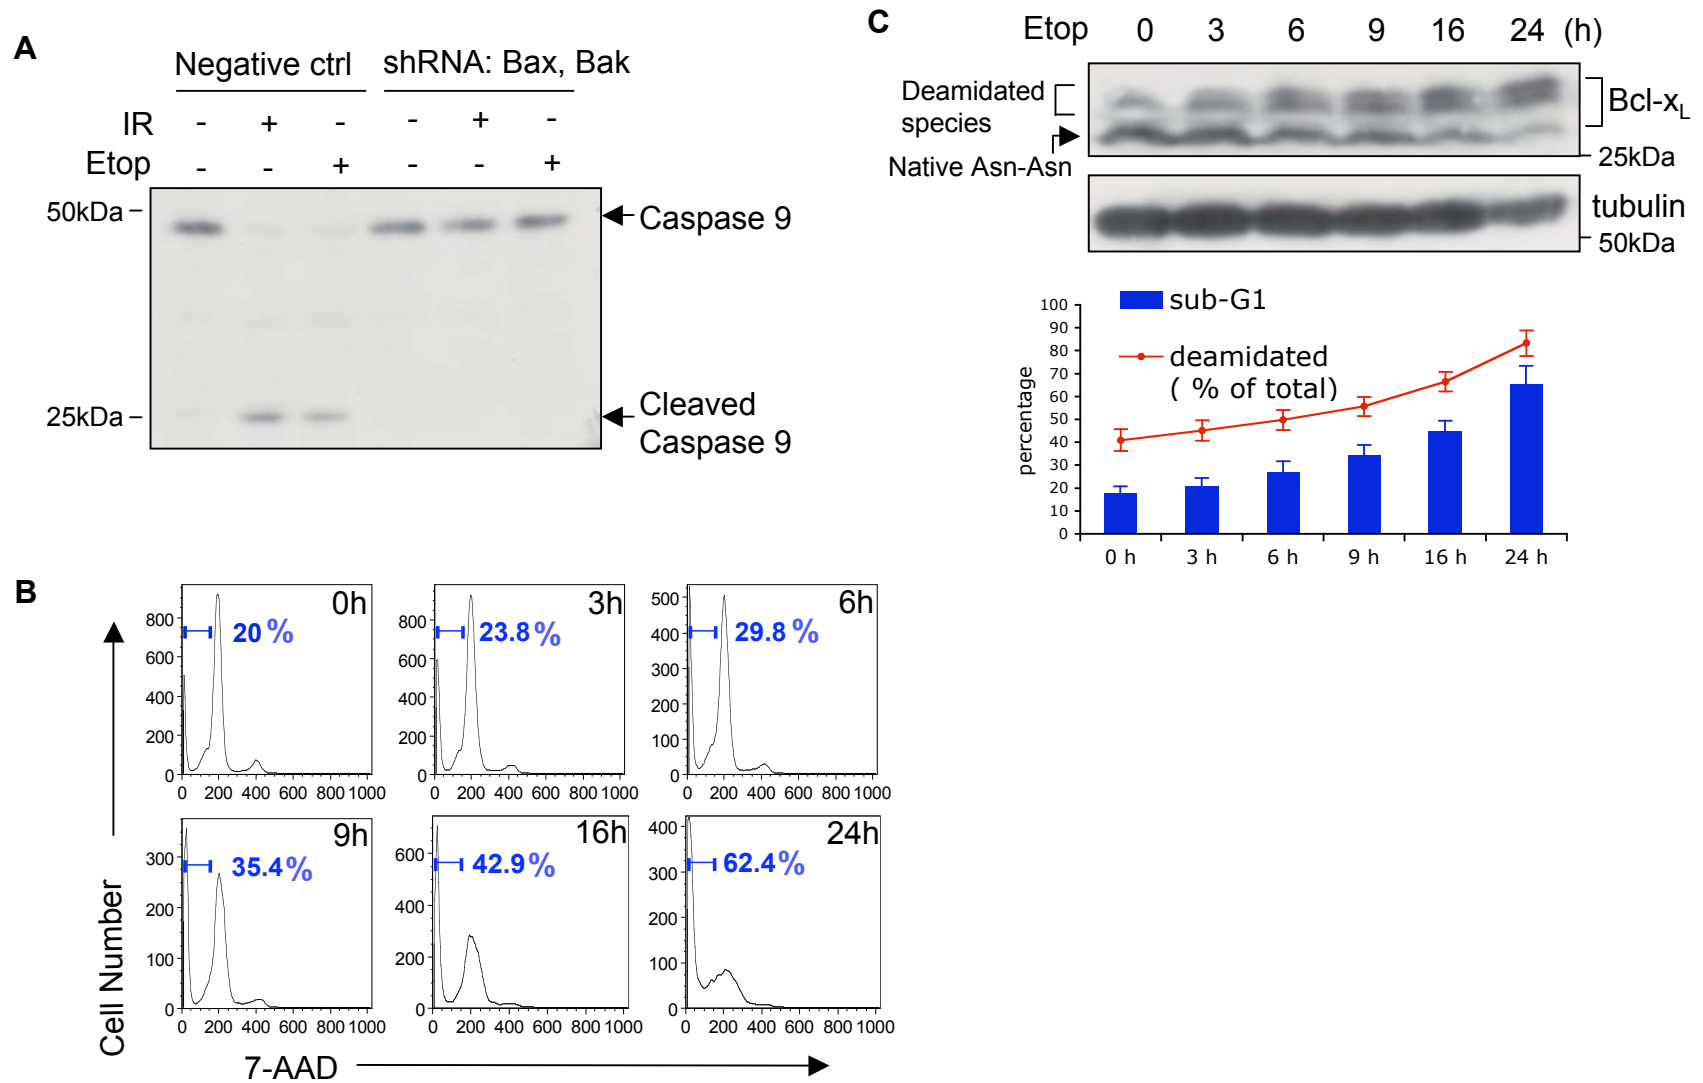 A
Negative ctrl shRNA: Bax, Bak
IR - + - - + -
Etop - - + - - +
50kDa
Caspase 9
25kDa
Cleaved
Caspase 9
C
Etop 0 3 6 9 16 24 (h)
Deamidated
species
Native Asn-Asn
Bcl-xL
25kDa
tubulin
50kDa
sub-G1
deamidated
( % of total)
percentage
100
90
80
70
60
50
40
30
20
10
0
0 h 3 h 6 h 9 h 16 h 24 h
B
Cell Number
0h
20 %
800
600
400
200
0
0 200 400 600 800 1000
3h
23.8 %
800
600
400
200
0
0 200 400 600 800 1000
6h
29.8 %
500
400
300
200
100
0
0 200 400 600 800 1000
9h
35.4 %
300
200
100
0
0 200 400 600 800 1000
16h
42.9 %
600
400
200
0
0 200 400 600 800 1000
24h
62.4 %
400
300
200
100
0
0 200 400 600 800 1000
7-AAD